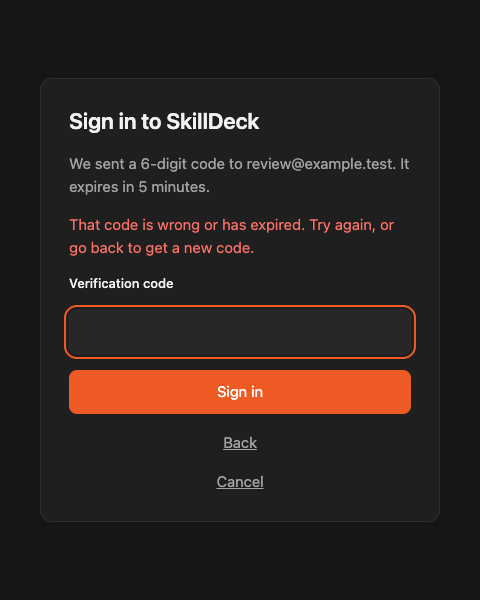 Sign in to SkillDeck
We sent a 6-digit code to review@example.test. It
expires in 5 minutes.
That code is wrong or has expired. Try again, or
go back to get a new code.
Verification code
Sign in
Back
Cancel